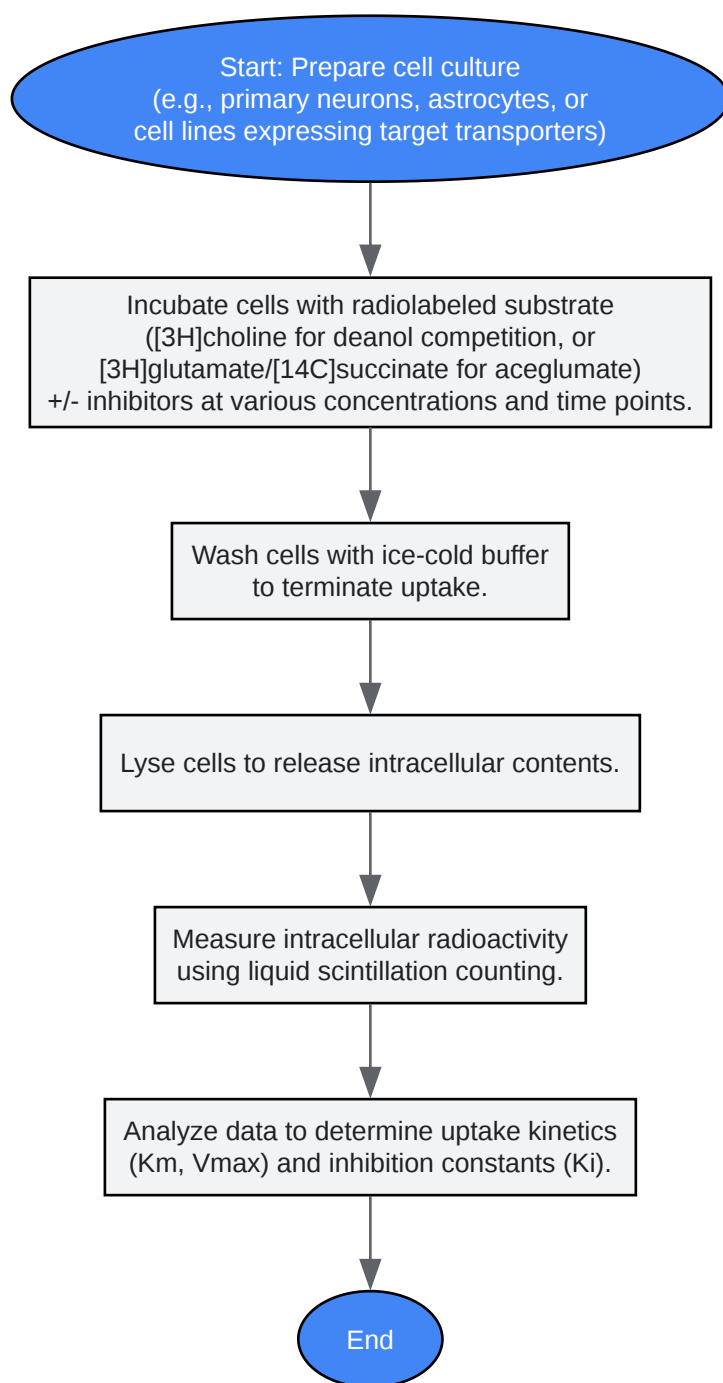 Start: Prepare cell culture
(e.g., primary neurons, astrocytes, or
cell lines expressing target transporters)
Incubate cells with radiolabeled substrate
([3H]choline for deanol competition, or
[3H]glutamate/[14C]succinate for aceglumate)
+/- inhibitors at various concentrations and time points.
Wash cells with ice-cold buffer
to terminate uptake.
Lyse cells to release intracellular contents.
Measure intracellular radioactivity
using liquid scintillation counting.
Analyze data to determine uptake kinetics
(Km, Vmax) and inhibition constants (Ki).
End